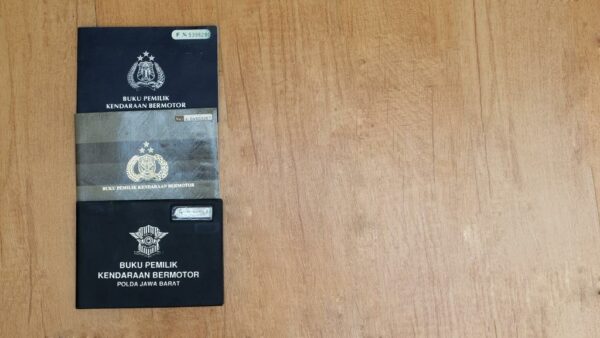 BUKU PEMILIK
KENDARAAN BERMOTOR
BUKU PEMILIK KENDARAAN BERMOTOR
BUKU PEMILIK
KENDARAAN BERMOTOR
POLDA JAWA BARAT